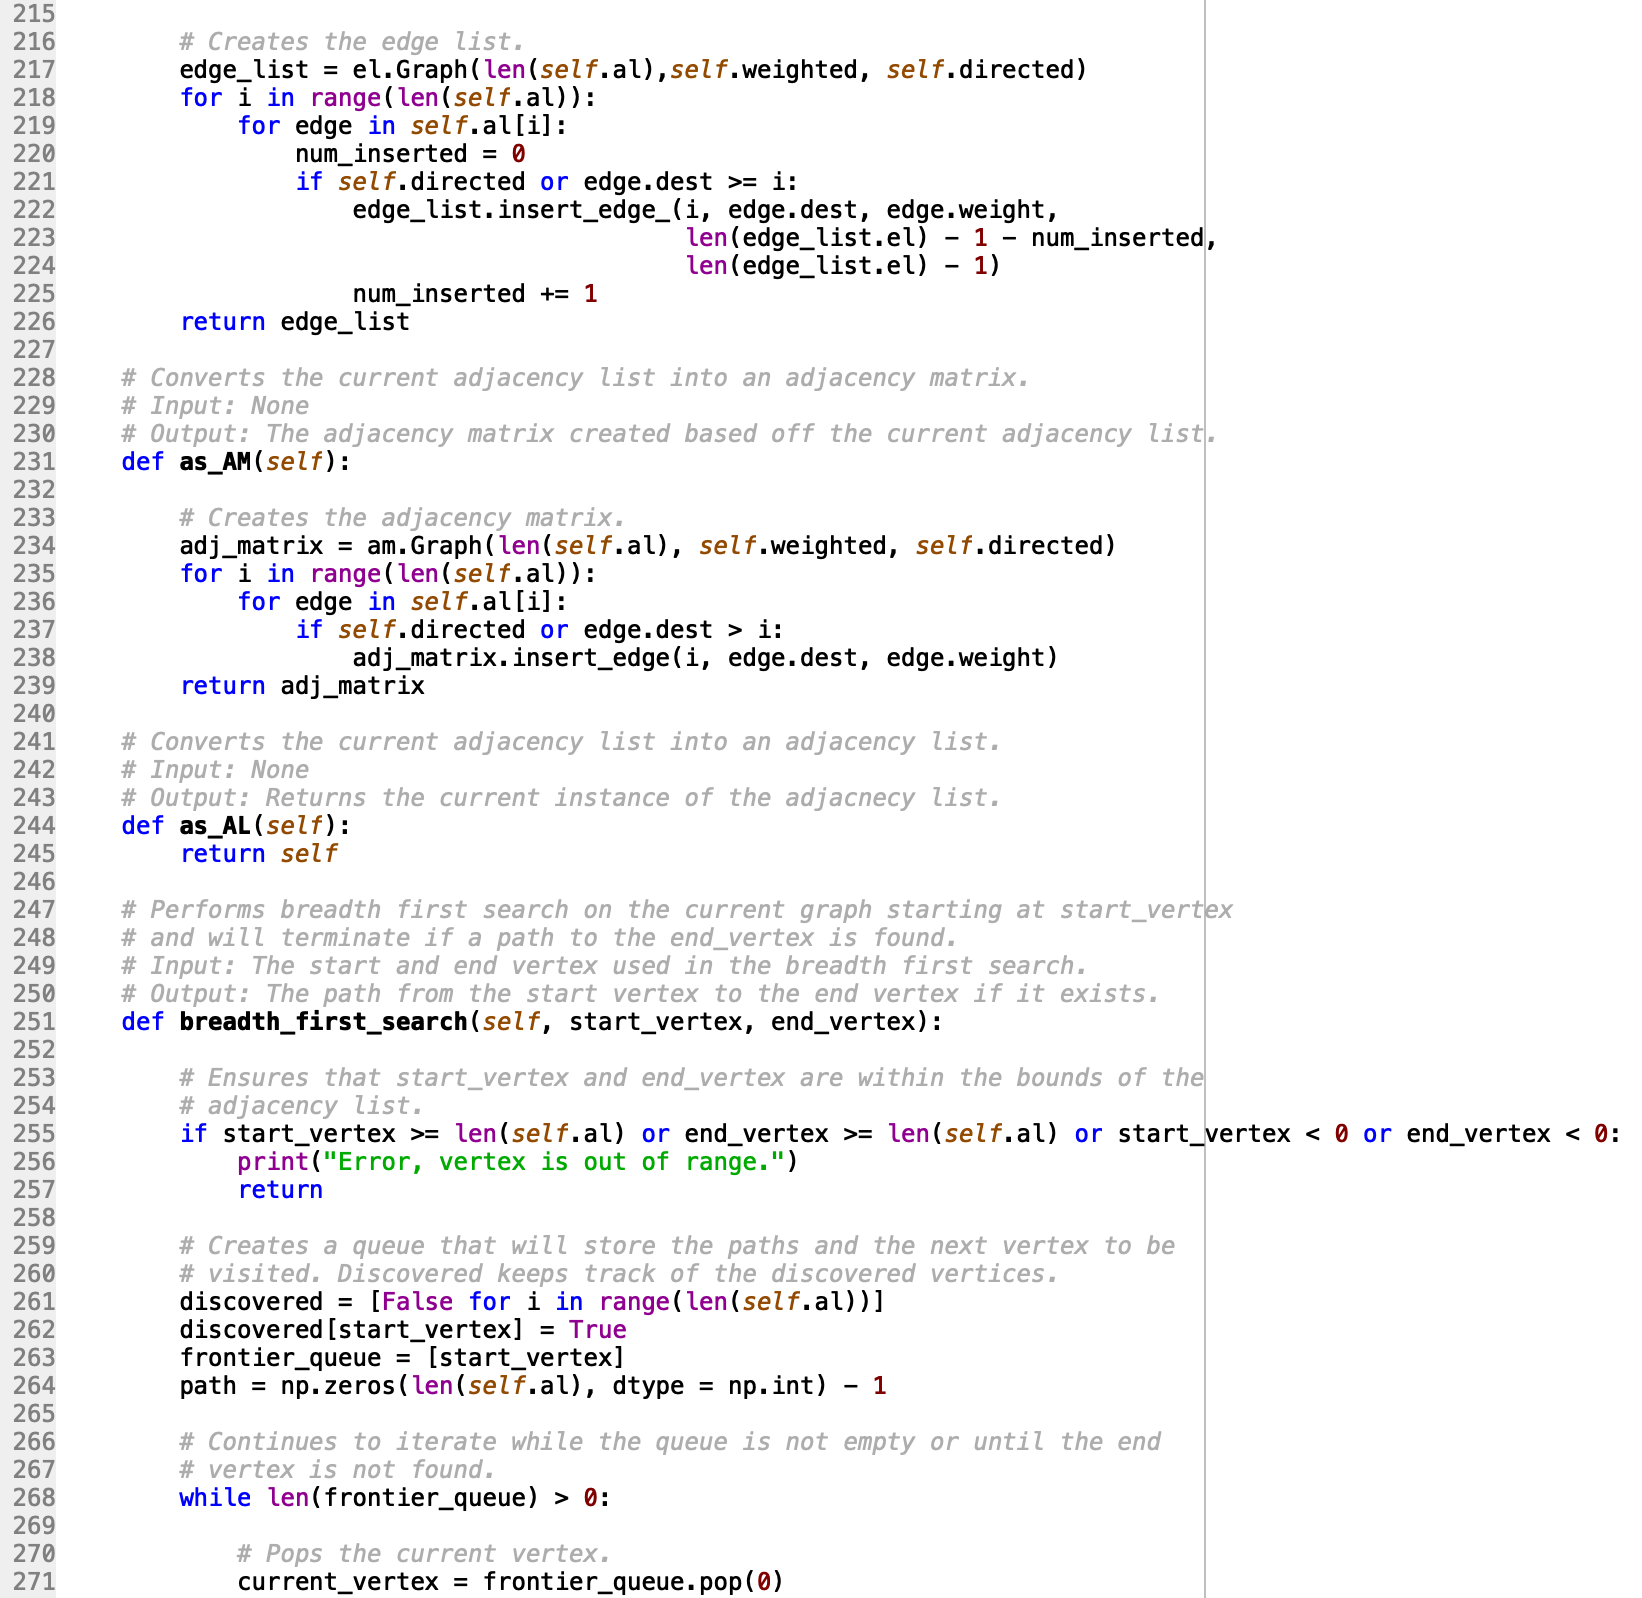 215
216 # Creates the edge list.
217 edge_list = el.Graph(len(self.al),self.weighted, self.directed)
218 for i in range(len(self.al)):
219 for edge in self.al[i]:
220 num_inserted = 0
221 if self.directed or edge.dest >= i:
222 edge_list.insert_edge_(i, edge.dest, edge.weight,
223 len(edge_list.el) - 1 - num_inserted,
224 len(edge_list.el) - 1)
225 num_inserted += 1
226 return edge_list
227
228 # Converts the current adjacency list into an adjacency matrix.
229 # Input: None
230 # Output: The adjacency matrix created based off the current adjacency list.
231 def as_AM(self):
232
233 # Creates the adjacency matrix.
234 adj_matrix = am.Graph(len(self.al), self.weighted, self.directed)
235 for i in range(len(self.al)):
236 for edge in self.al[i]:
237 if self.directed or edge.dest > i:
238 adj_matrix.insert_edge(i, edge.dest, edge.weight)
239 return adj_matrix
240
241 # Converts the current adjacency list into an adjacency list.
242 # Input: None
243 # Output: Returns the current instance of the adjacnecy list.
244 def as_AL(self):
245 return self
246
247 # Performs breadth first search on the current graph starting at start_vertex
248 # and will terminate if a path to the end_vertex is found.
249 # Input: The start and end vertex used in the breadth first search.
250 # Output: The path from the start vertex to the end vertex if it exists.
251 def breadth_first_search(self, start_vertex, end_vertex):
252
253 # Ensures that start_vertex and end_vertex are within the bounds of the
254 # adjacency list.
255 if start_vertex >= len(self.al) or end_vertex >= len(self.al) or start_vertex < 0 or end_vertex < 0:
256 print("Error, vertex is out of range.")
257 return
258
259 # Creates a queue that will store the paths and the next vertex to be
260 # visited. Discovered keeps track of the discovered vertices.
261 discovered = [False for i in range(len(self.al))]
262 discovered[start_vertex] = True
263 frontier_queue = [start_vertex]
264 path = np.zeros(len(self.al), dtype = np.int) - 1
265
266 # Continues to iterate while the queue is not empty or until the end
267 # vertex is not found.
268 while len(frontier_queue) > 0:
269
270 # Pops the current vertex.
271 current_vertex = frontier_queue.pop(0)